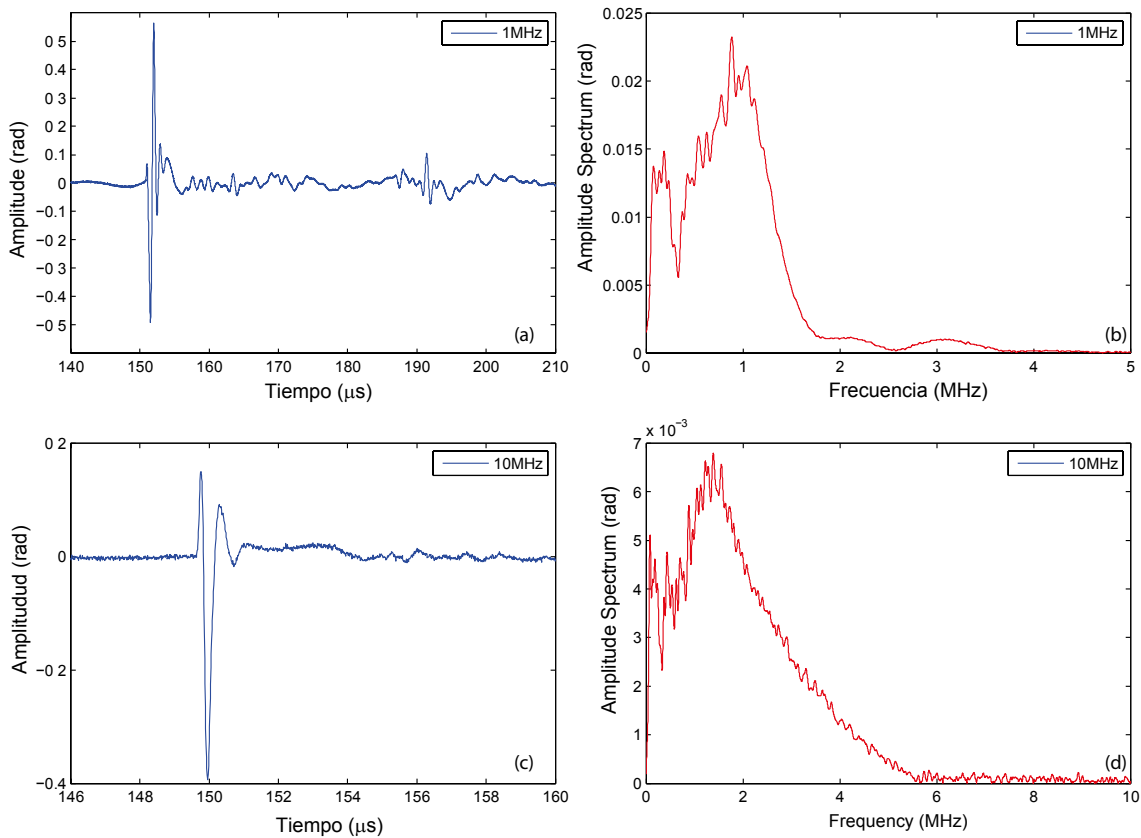 1MHz
0 5
0.4
0.3
0.2
0.1
0
−0.1
−0.2
−0.3
−0.4
−0 5
Amplitude (rad)
140 150 160 170 180 190 200 210
Tiempo (μs)
(a)
1MHz
0.025
0.02
0.015
0.01
0.005
0
Amplitude Spectrum (rad)
0 1 2 3 4 5
Frecuencia (MHz)
(b)
10MHz
0 2
0
−0 2
−0.4
Amplitudud (rad)
146 148 150 152 154 156 158 160
Tiempo (μs)
(c)
x 10−3
10MHz
7
6
5
4
3
2
1
0
Amplitude Spectrum (rad)
0 2 4 6 8 10
Frequency (MHz)
(d)